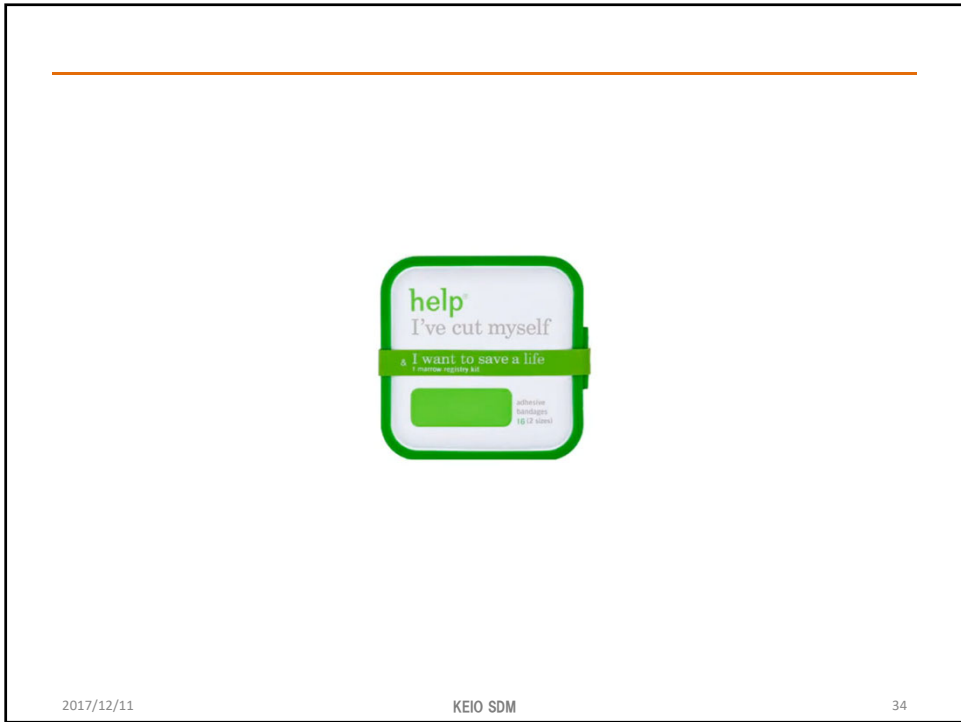 help®
I've cut myself
& I want to save a life
1 marrow registry kit
adhesive
bandages
16 (2 sizes)
2017/12/11
KEIO SDM
34